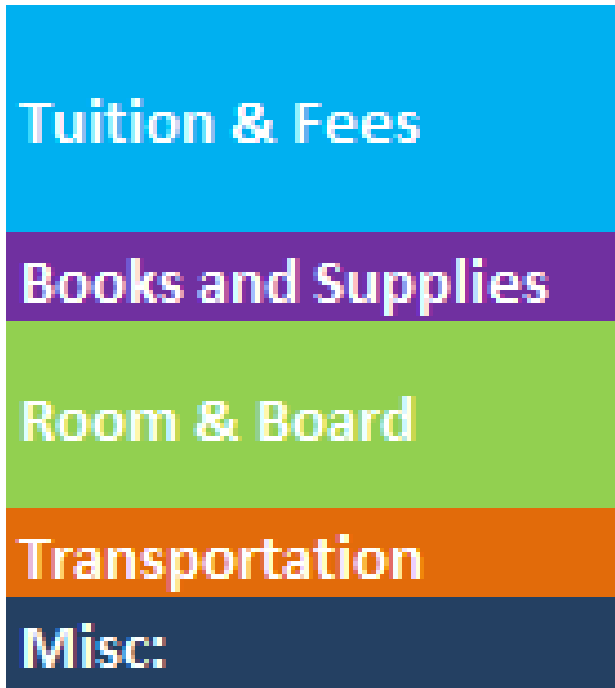 Tuition & Fees
Books and Supplies
Room & Board
Transportation
Misc: